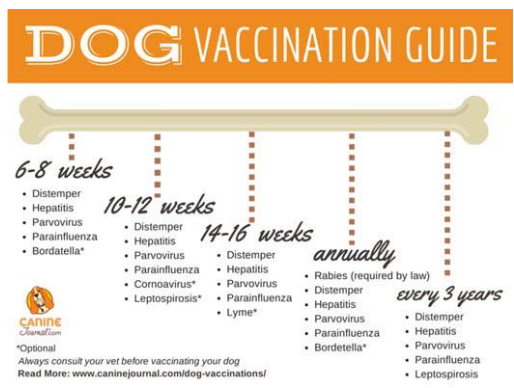 DOG VACCINATION GUIDE
6-8 weeks
• Distemper
• Hepatitis
• Parvovirus
• Parainfluenza
• Bordatella*
10-12 weeks
• Distemper
• Hepatitis
• Parvovirus
• Parainfluenza
• Cornoavirus*
• Leptospirosis*
14-16 weeks
• Distemper
• Hepatitis
• Parvovirus
• Parainfluenza
• Lyme*
annually
• Rabies (required by law)
• Distemper
• Hepatitis
• Parvovirus
• Parainfluenza
• Bordetella*
every 3 years
• Distemper
• Hepatitis
• Parvovirus
• Parainfluenza
• Leptospirosis
CANINE
Journal.com
*Optional
Always consult your vet before vaccinating your dog
Read More: www.caninejournal.com/dog-vaccinations/